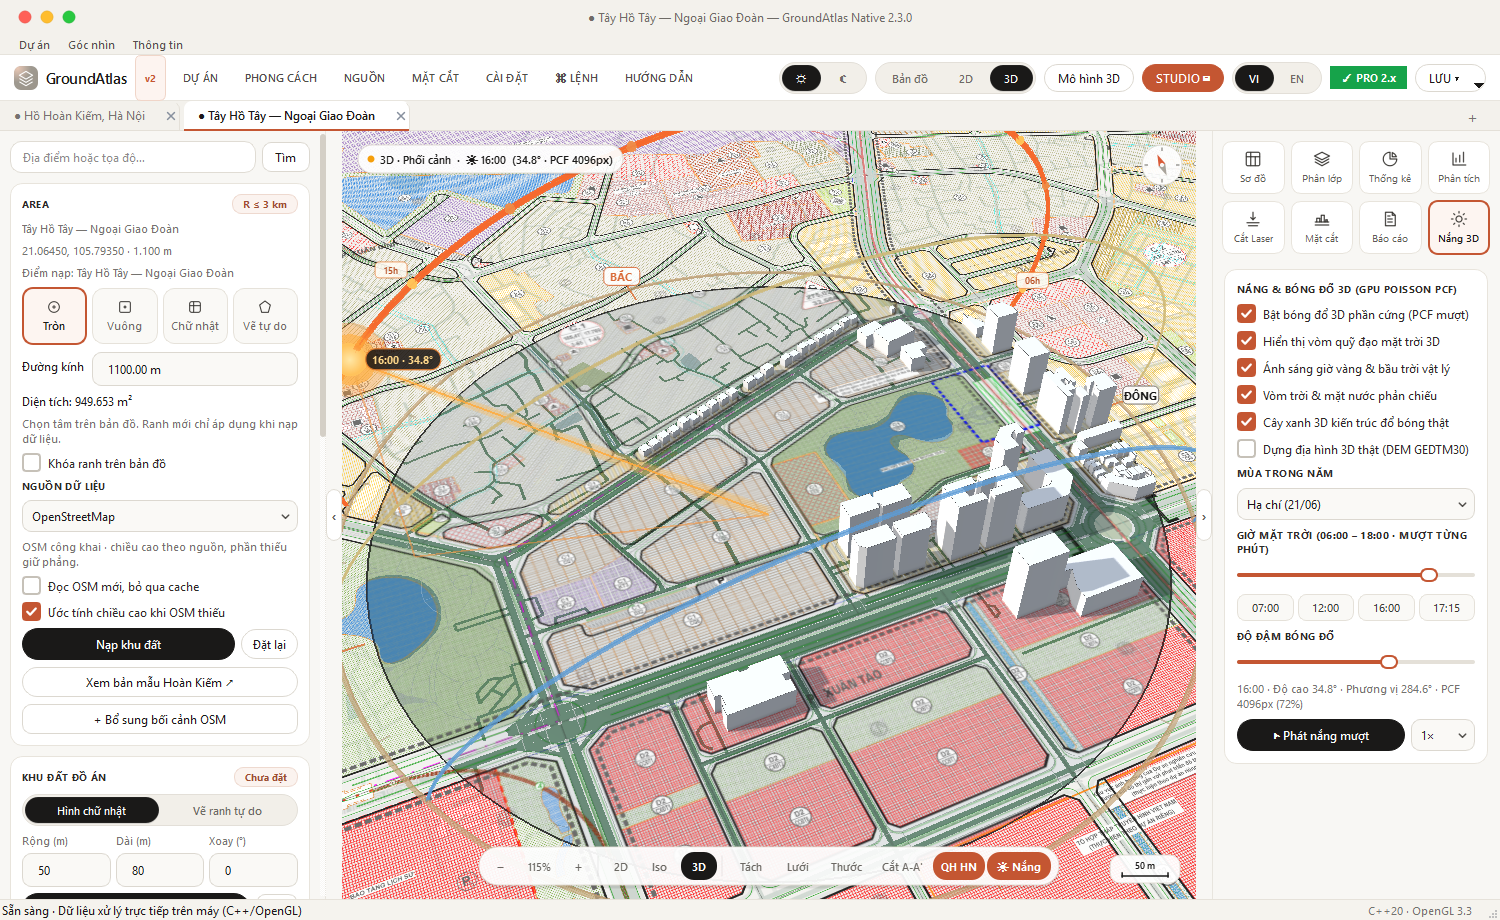 ● Tây Hồ Tây — Ngoại Giao Đoàn — GroundAtlas Native 2.3.0
Dự án Góc nhìn Thông tin
GroundAtlas v2 DỰ ÁN PHONG CÁCH NGUỒN MẶT CẮT CÀI ĐẶT ⌘ LỆNH HƯỚNG DẪN Bản đồ 2D 3D Mô hình 3D STUDIO VI EN ✓ PRO 2.x LƯU ▾
● Hồ Hoàn Kiếm, Hà Nội ✕ ● Tây Hồ Tây — Ngoại Giao Đoàn ✕ +
Địa điểm hoặc tọa độ... Tìm
AREA R ≤ 3 km
Tây Hồ Tây — Ngoại Giao Đoàn
21.06450, 105.79350 · 1.100 m
Điểm nạp: Tây Hồ Tây — Ngoại Giao Đoàn
Tròn Vuông Chữ nhật Vẽ tự do
Đường kính 1100.00 m
Diện tích: 949.653 m²
Chọn tâm trên bản đồ. Ranh mới chỉ áp dụng khi nạp
dữ liệu.
Khóa ranh trên bản đồ
NGUỒN DỮ LIỆU
OpenStreetMap
OSM công khai · chiều cao theo nguồn, phần thiếu
giữ phẳng.
Đọc OSM mới, bỏ qua cache
Ước tính chiều cao khi OSM thiếu
Nạp khu đất Đặt lại
Xem bản mẫu Hoàn Kiếm ↗
+ Bổ sung bối cảnh OSM
KHU ĐẤT ĐỒ ÁN Chưa đặt
Hình chữ nhật Vẽ ranh tự do
Rộng (m) Dài (m) Xoay (°)
50 80 0
3D · Phối cảnh · ☀ 16:00 (34.8° · PCF 4096px)
15h
BẮC
06h
16:00 · 34.8°
ĐÔNG
XUÂN TẢO
− 115% + 2D Iso 3D Tách Lưới Thước Cắt A-A' QH HN ☀ Nắng
50 m
Sơ đồ Phân lớp Thống kê Phân tích
Cắt Laser Mặt cắt Báo cáo Nắng 3D
NẮNG & BÓNG ĐỔ 3D (GPU POISSON PCF)
Bật bóng đổ 3D phần cứng (PCF mượt)
Hiển thị vòm quỹ đạo mặt trời 3D
Ánh sáng giờ vàng & bầu trời vật lý
Vòm trời & mặt nước phản chiếu
Cây xanh 3D kiến trúc đổ bóng thật
Dựng địa hình 3D thật (DEM GEDTM30)
MÙA TRONG NĂM
Hạ chí (21/06)
GIỜ MẶT TRỜI (06:00 – 18:00 · MƯỢT TỪNG
PHÚT)
07:00 12:00 16:00 17:15
ĐỘ ĐẬM BÓNG ĐỔ
16:00 · Độ cao 34.8° · Phương vị 284.6° · PCF
4096px (72%)
▸ Phát nắng mượt 1×
Sẵn sàng · Dữ liệu xử lý trực tiếp trên máy (C++/OpenGL) C++20 · OpenGL 3.3